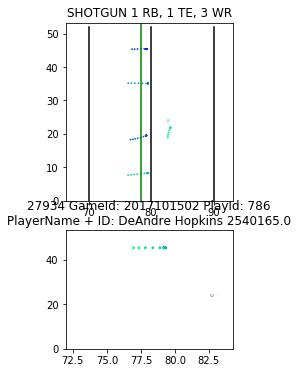 SHOTGUN 1 RB, 1 TE, 3 WR
50
40
30
20
10
0
70 80 90
27934 GameId: 2017101502 PlayId: 786
PlayerName + ID: DeAndre Hopkins 2540165.0
40
20
0
72.5 75.0 77.5 80.0 82.5